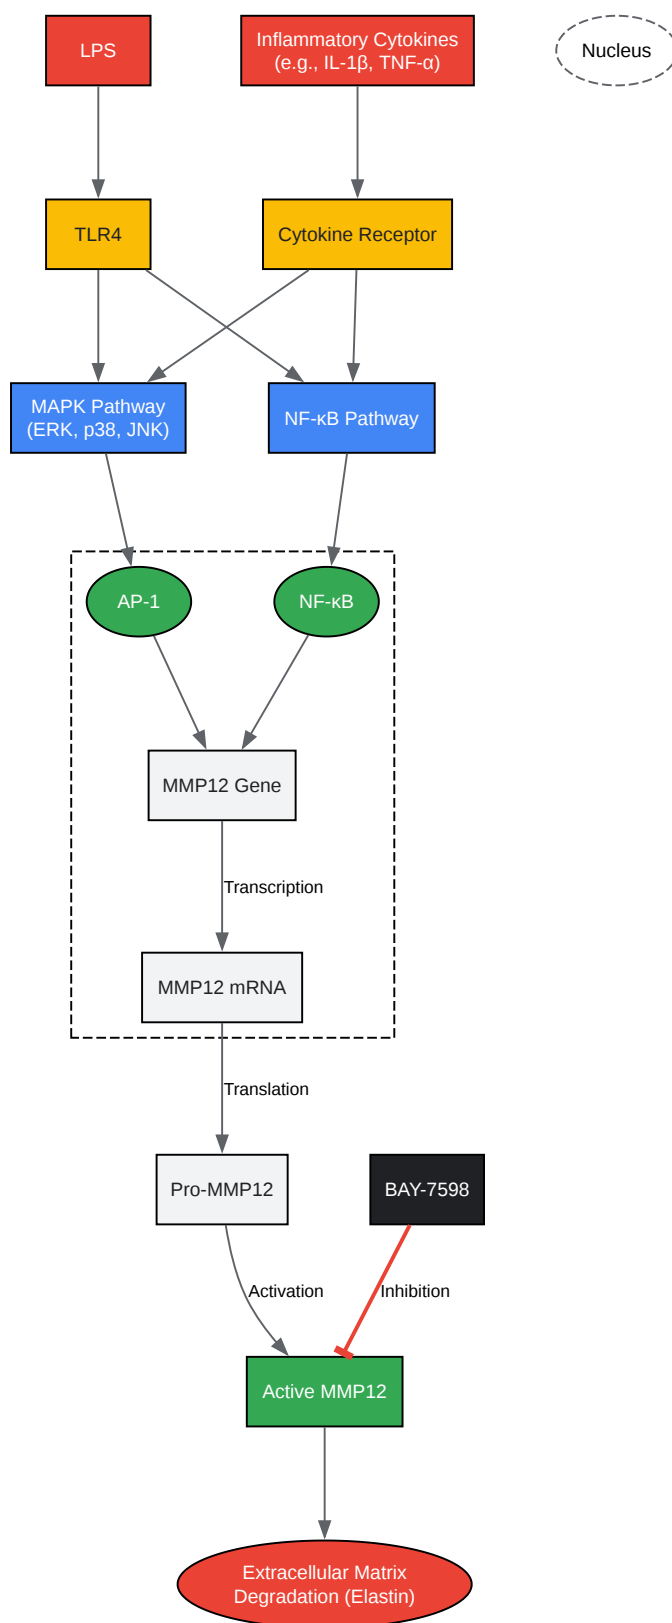 LPS
Inflammatory Cytokines
(e.g., IL-1β, TNF-α)
Nucleus
TLR4
Cytokine Receptor
MAPK Pathway
(ERK, p38, JNK)
NF-κB Pathway
AP-1
NF-κB
MMP12 Gene
Transcription
MMP12 mRNA
Translation
Pro-MMP12
BAY-7598
Activation
Inhibition
Active MMP12
Extracellular Matrix
Degradation (Elastin)